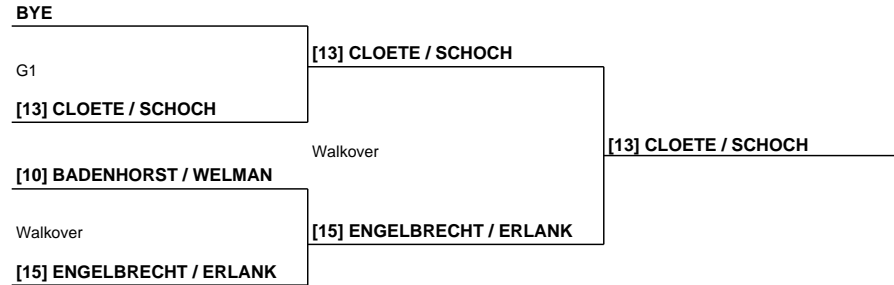 BYE
[13] CLOETE / SCHOCH
G1
[13] CLOETE / SCHOCH
Walkover
[13] CLOETE / SCHOCH
[10] BADENHORST / WELMAN
Walkover
[15] ENGELBRECHT / ERLANK
[15] ENGELBRECHT / ERLANK